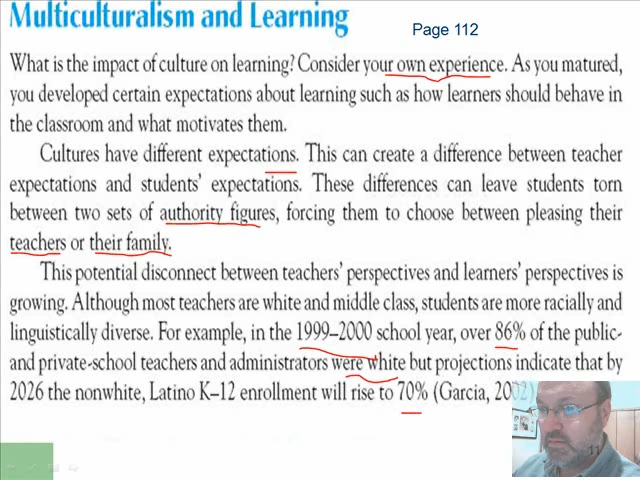 Multiculturalism and Learning
Page 112
What is the impact of culture on learning? Consider your own experience. As you matured,
you developed certain expectations about learning such as how learners should behave in
the classroom and what motivates them.
Cultures have different expectations. This can create a difference between teacher
expectations and students' expectations. These differences can leave students torn
between two sets of authority figures, forcing them to choose between pleasing their
teachers or their family.
This potential disconnect between teachers' perspectives and learners' perspectives is
growing. Although most teachers are white and middle class, students are more racially and
linguistically diverse. For example, in the 1999–2000 school year, over 86% of the public-
and private-school teachers and administrators were white but projections indicate that by
2026 the nonwhite, Latino K–12 enrollment will rise to 70% (Garcia, 2002)
11